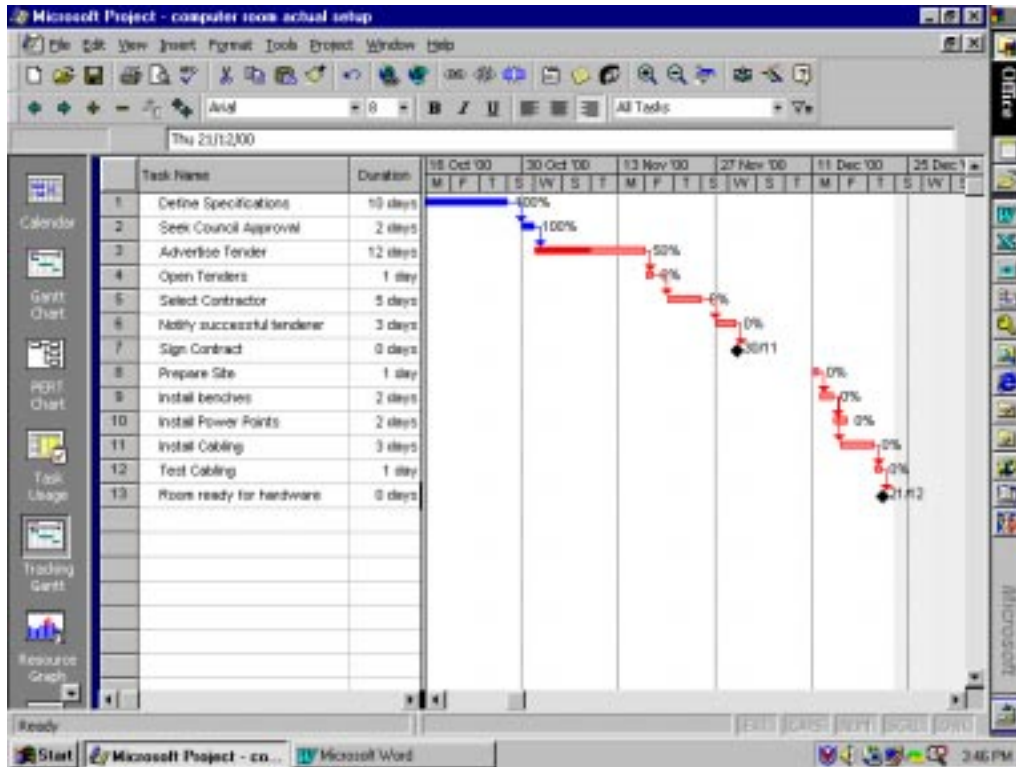 Microsoft Project - computer room actual setup
File Edit View Insert Format Tools Project Window Help
Arial 8 B I U All Tasks
Thu 21/12/00
Office
Calendar
Gantt Chart
PERT Chart
Task Usage
Tracking Gantt
Resource Graph
Task Name Duration 16 Oct '00 30 Oct '00 13 Nov '00 27 Nov '00 11 Dec '00 25 Dec '
M F T S W S T M F T S W S T M F T S W S
1 Define Specifications 10 days 100%
2 Seek Council Approval 2 days 100%
3 Advertise Tender 12 days 50%
4 Open Tenders 1 day 0%
5 Select Contractor 5 days 0%
6 Notify successful tenderer 3 days 0%
7 Sign Contract 0 days 30/11
8 Prepare Site 1 day 0%
9 Install benches 2 days 0%
10 Install Power Points 2 days 0%
11 Install Cabling 3 days 0%
12 Test Cabling 1 day 0%
13 Room ready for hardware 0 days 21/12
Microsoft
Ready EXT CAPS NUM SCRL OVR
Start Microsoft Project - co... Microsoft Word 3:46 PM